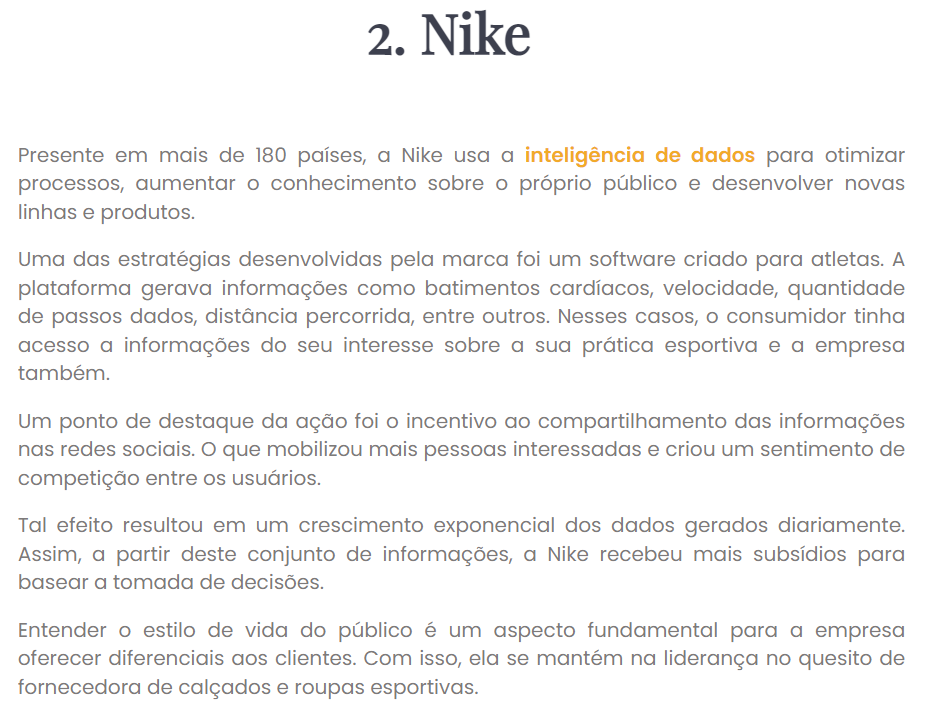 2. Nike
Presente em mais de 180 países, a Nike usa a inteligência de dados para otimizar
processos, aumentar o conhecimento sobre o próprio público e desenvolver novas
linhas e produtos.
Uma das estratégias desenvolvidas pela marca foi um software criado para atletas. A
plataforma gerava informações como batimentos cardíacos, velocidade, quantidade
de passos dados, distância percorrida, entre outros. Nesses casos, o consumidor tinha
acesso a informações do seu interesse sobre a sua prática esportiva e a empresa
também.
Um ponto de destaque da ação foi o incentivo ao compartilhamento das informações
nas redes sociais. O que mobilizou mais pessoas interessadas e criou um sentimento de
competição entre os usuários.
Tal efeito resultou em um crescimento exponencial dos dados gerados diariamente.
Assim, a partir deste conjunto de informações, a Nike recebeu mais subsídios para
basear a tomada de decisões.
Entender o estilo de vida do público é um aspecto fundamental para a empresa
oferecer diferenciais aos clientes. Com isso, ela se mantém na liderança no quesito de
fornecedora de calçados e roupas esportivas.